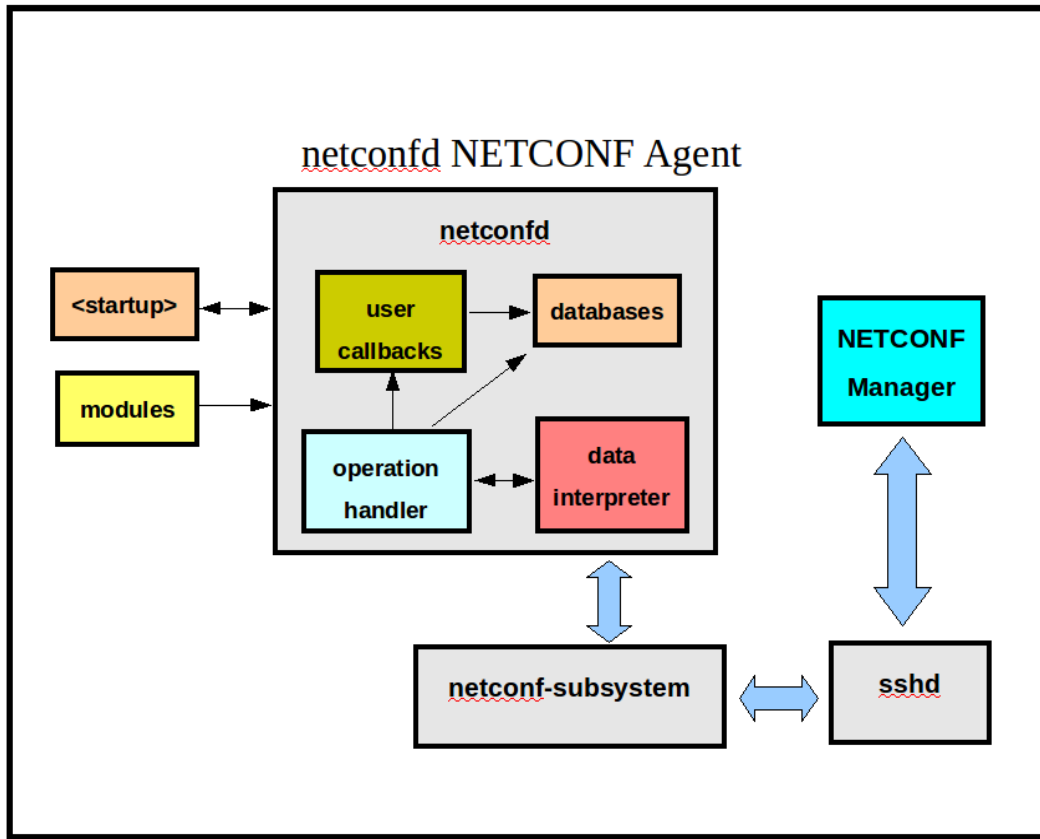 netconfd NETCONF Agent
netconfd
<startup>
user
callbacks
databases
modules
operation
handler
data
interpreter
NETCONF
Manager
netconf-subsystem
sshd